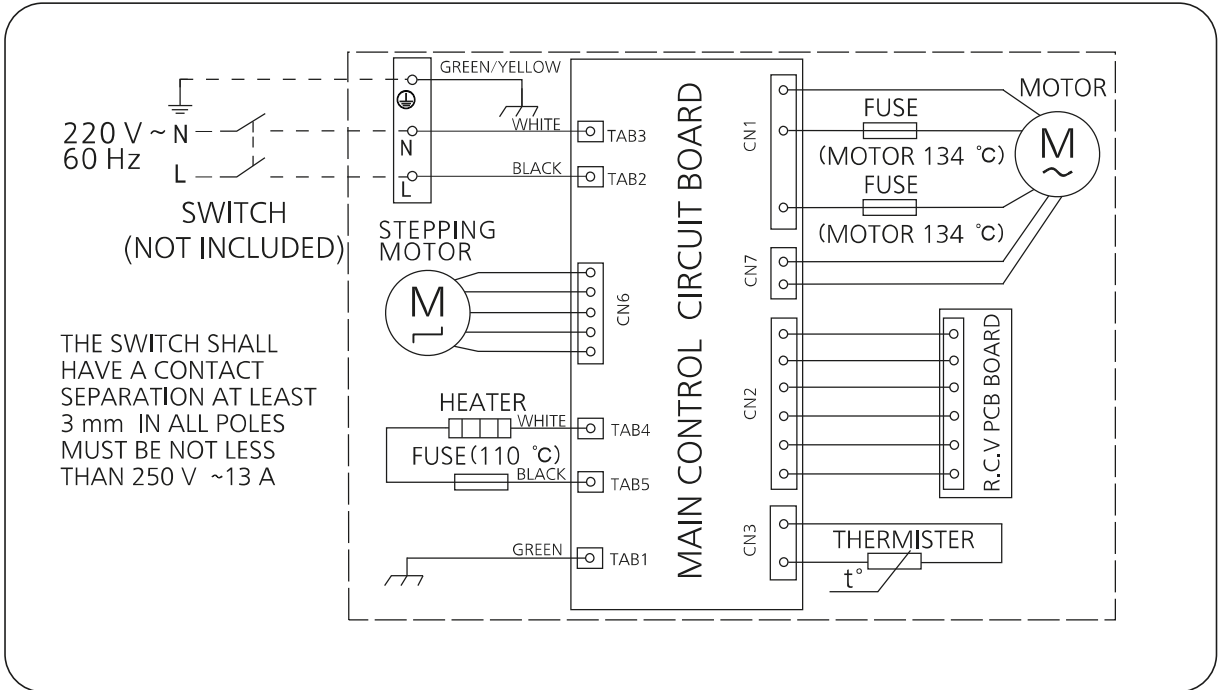 GREEN/YELLOW
220 V ~ N
60 Hz
L
SWITCH
(NOT INCLUDED)
N
L
WHITE
BLACK
TAB3
TAB2
STEPPING
MOTOR
M
CN6
THE SWITCH SHALL
HAVE A CONTACT
SEPARATION AT LEAST
3 mm IN ALL POLES
MUST BE NOT LESS
THAN 250 V ~13 A
HEATER
WHITE
TAB4
FUSE(110 ℃)
BLACK
TAB5
GREEN
TAB1
MAIN CONTROL CIRCUIT BOARD
CN1
FUSE
(MOTOR 134 ℃)
FUSE
(MOTOR 134 ℃)
MOTOR
M
~
CN7
CN2
R.C.V PCB BOARD
CN3
THERMISTER
t°